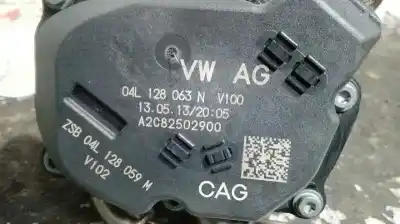 VW AG
04L 128 063 N V100
13.05.13/20:05
A2C82502900
ZSB 04L 128 059 M
V102
CAG